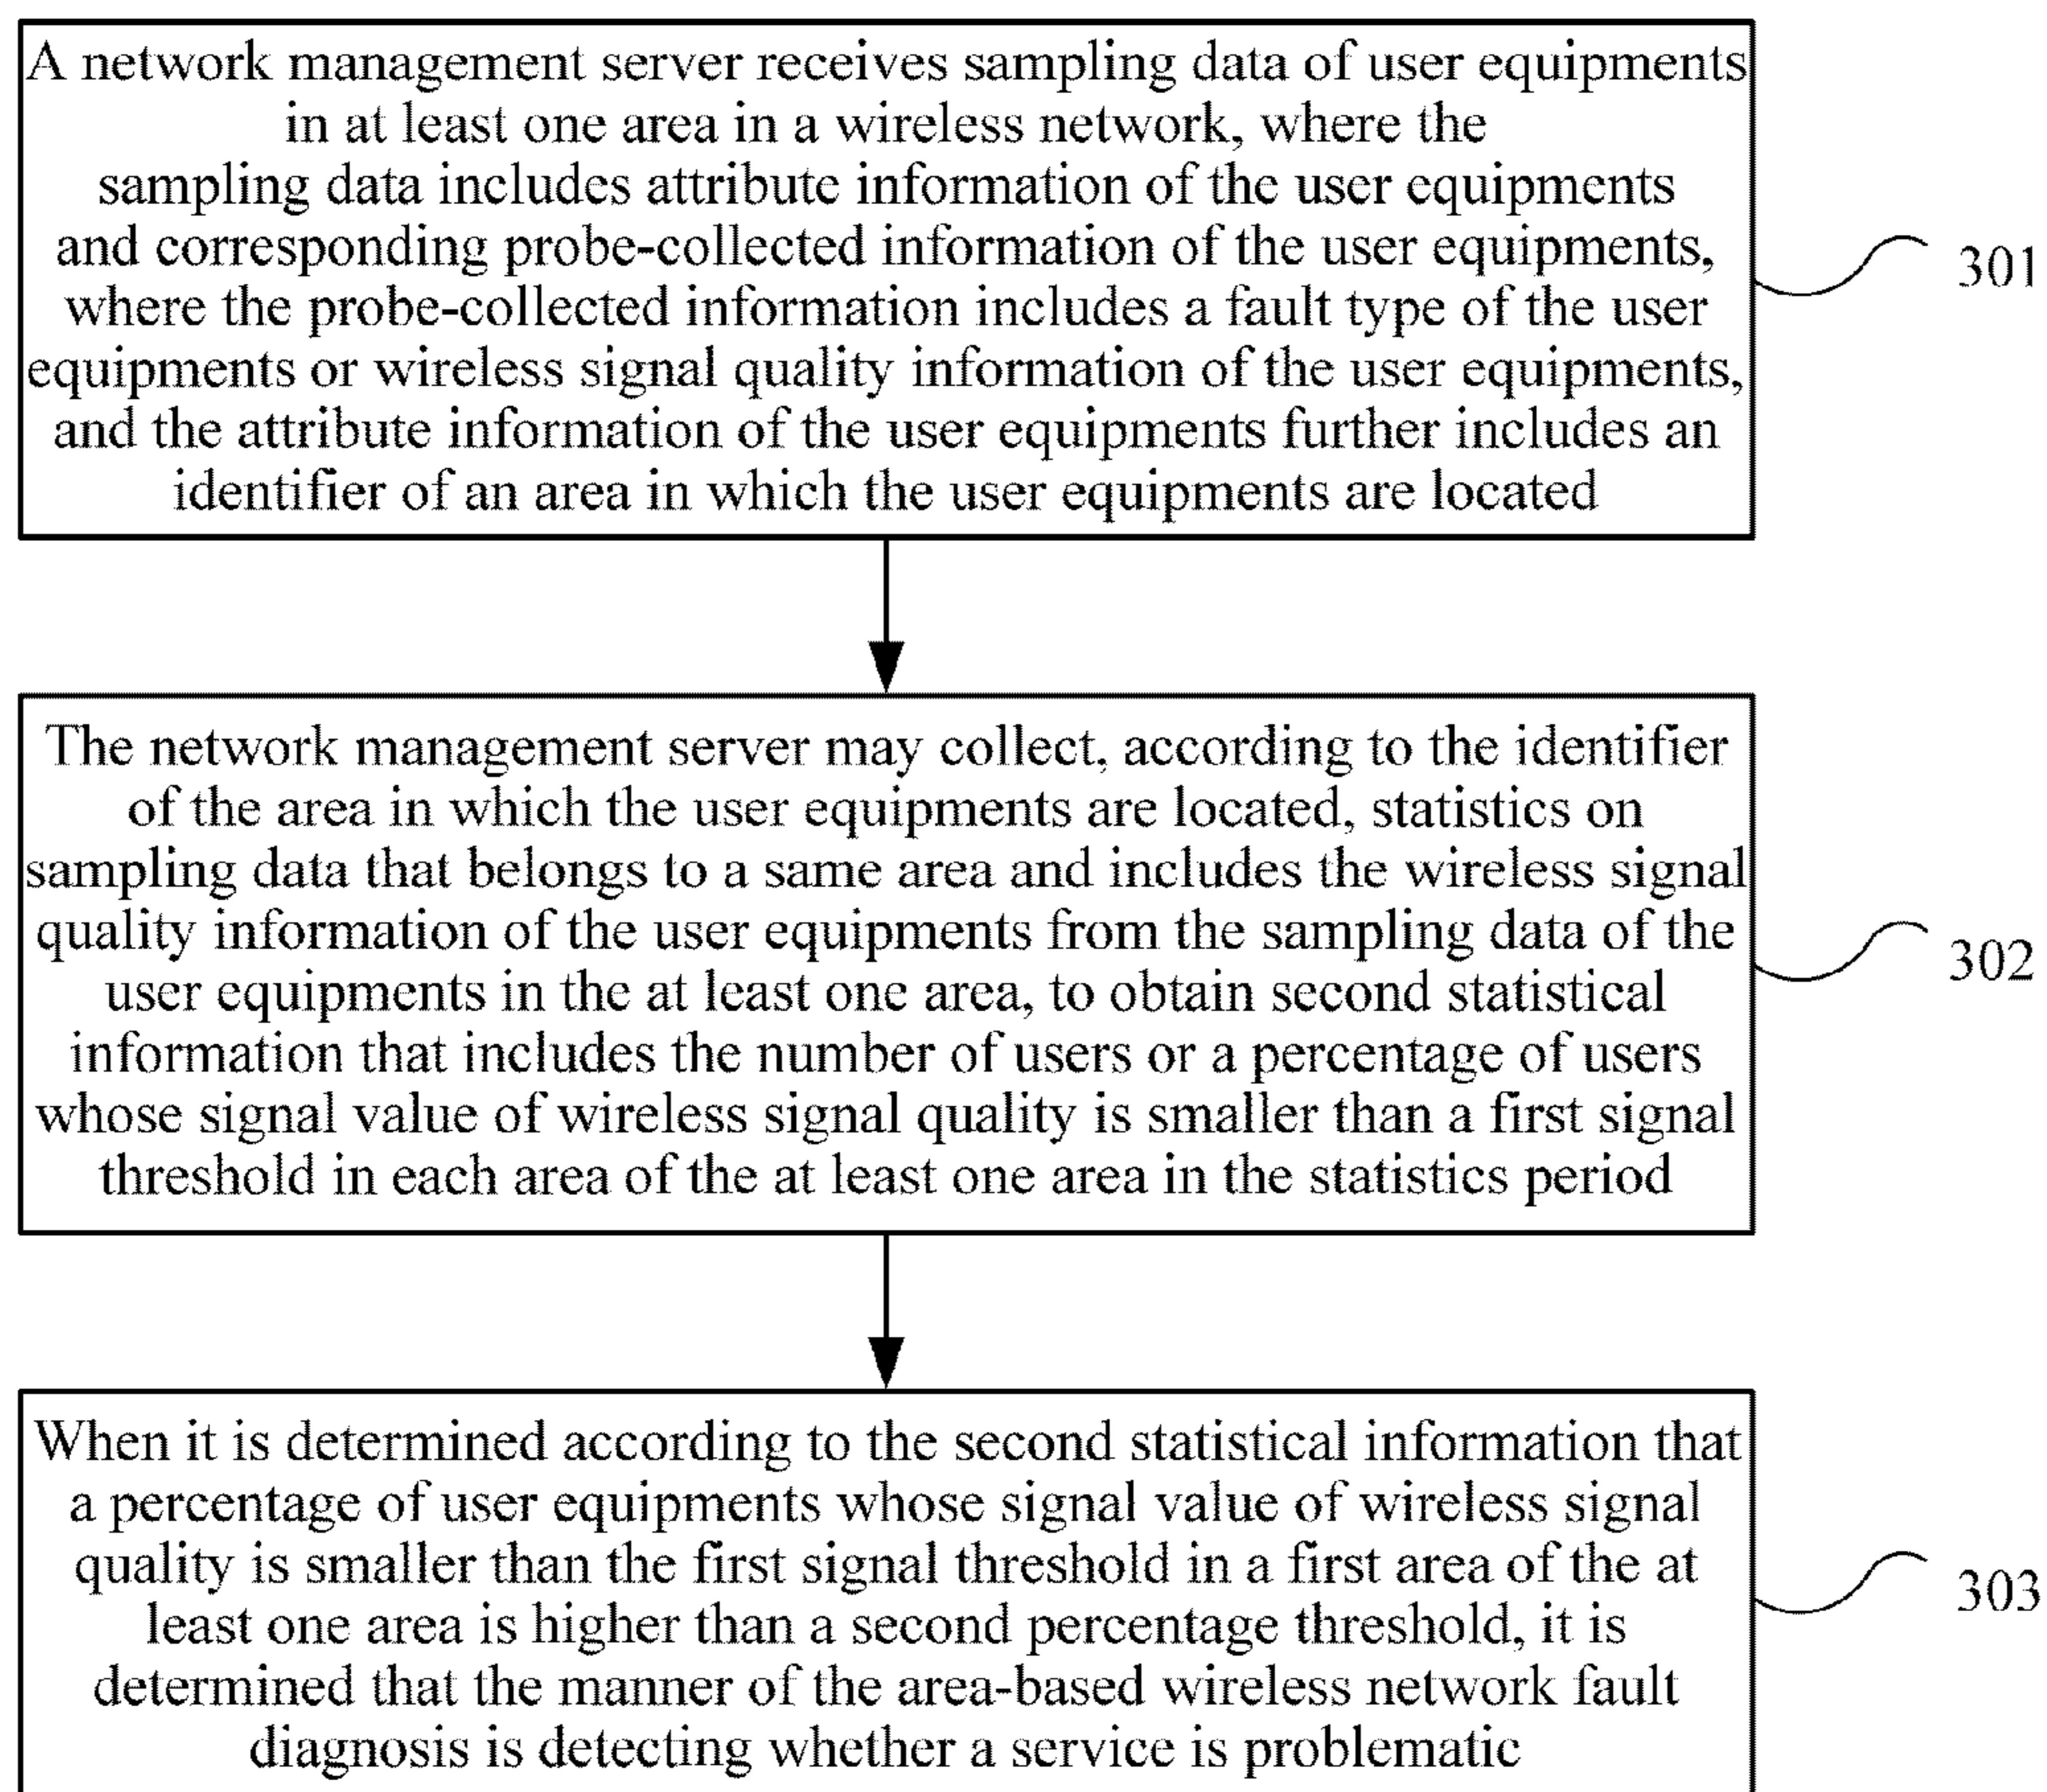 A network management server receives sampling data of user equipments
in at least one area in a wireless network, where the
sampling data includes attribute information of the user equipments
and corresponding probe-collected information of the user equipments,
where the probe-collected information includes a fault type of the user
equipments or wireless signal quality information of the user equipments,
and the attribute information of the user equipments further includes an
identifier of an area in which the user equipments are located
301
The network management server may collect, according to the identifier
of the area in which the user equipments are located, statistics on
sampling data that belongs to a same area and includes the wireless signal
quality information of the user equipments from the sampling data of the
user equipments in the at least one area, to obtain second statistical
information that includes the number of users or a percentage of users
whose signal value of wireless signal quality is smaller than a first signal
threshold in each area of the at least one area in the statistics period
302
When it is determined according to the second statistical information that
a percentage of user equipments whose signal value of wireless signal
quality is smaller than the first signal threshold in a first area of the at
least one area is higher than a second percentage threshold, it is
determined that the manner of the area-based wireless network fault
diagnosis is detecting whether a service is problematic
303